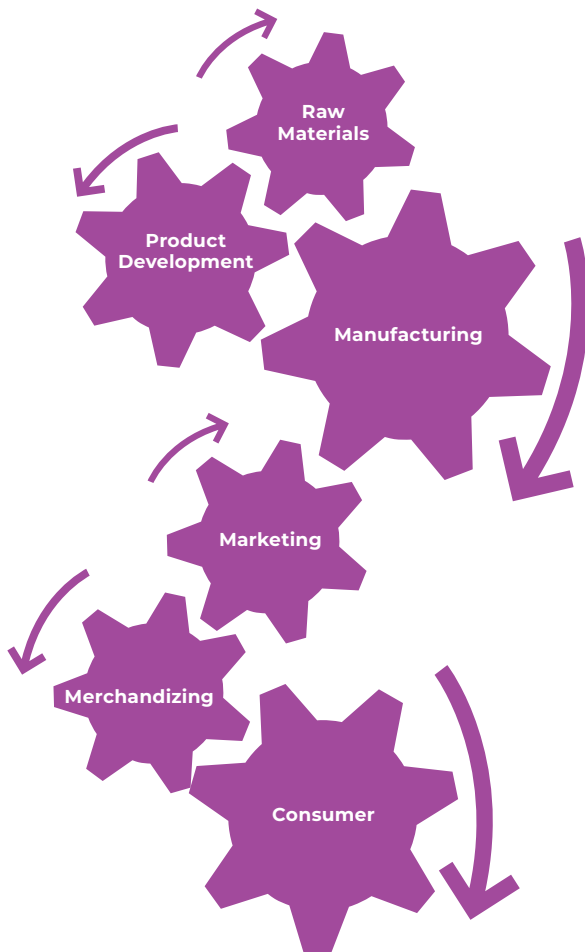 Raw
Materials
Product
Development
Manufacturing
Marketing
Merchandizing
Consumer